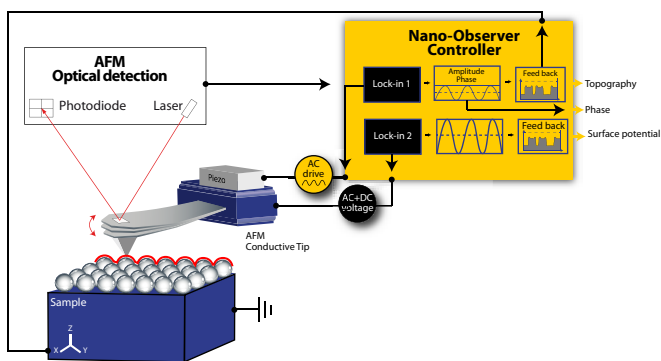 AFM
Optical detection
Photodiode
Laser
Nano-Observer
Controller
Lock-in 1
Amplitude
Phase
Feed back
Topography
Phase
Lock-in 2
Feed back
Surface potential
Piezo
AC
drive
AC+DC
voltage
AFM
Conductive Tip
Sample
Z
X
Y